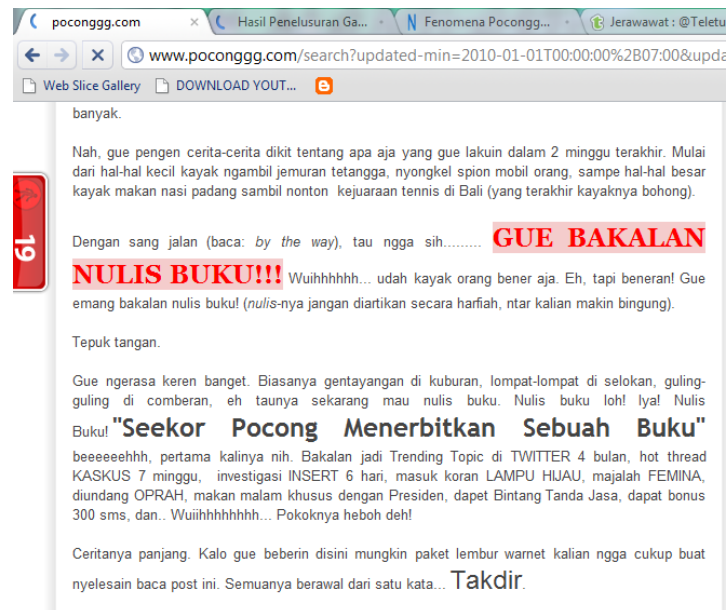 poconggg.com
Hasil Penelusuran Ga...
Fenomena Pocongg...
Jerawawat : @Teletu
www.poconggg.com/search?updated-min=2010-01-01T00:00:00%2B07:00&upda
Web Slice Gallery
DOWNLOAD YOUT...
banyak.
Nah, gue pengen cerita-cerita dikit tentang apa aja yang gue lakuin dalam 2 minggu terakhir. Mulai
dari hal-hal kecil kayak ngambil jemuran tetangga, nyongkel spion mobil orang, sampe hal-hal besar
kayak makan nasi padang sambil nonton kejuaraan tennis di Bali (yang terakhir kayaknya bohong).
19
Dengan sang jalan (baca: by the way), tau ngga sih......... GUE BAKALAN
NULIS BUKU!!! Wuihhhhhh... udah kayak orang bener aja. Eh, tapi beneran! Gue
emang bakalan nulis buku! (nulis-nya jangan diartikan secara harfiah, ntar kalian makin bingung).
Tepuk tangan.
Gue ngerasa keren banget. Biasanya gentayangan di kuburan, lompat-lompat di selokan, guling-
guling di comberan, eh taunya sekarang mau nulis buku. Nulis buku loh! Iya! Nulis
Buku! "Seekor Pocong Menerbitkan Sebuah Buku"
beeeeeehhh, pertama kalinya nih. Bakalan jadi Trending Topic di TWITTER 4 bulan, hot thread
KASKUS 7 minggu, investigasi INSERT 6 hari, masuk koran LAMPU HIJAU, majalah FEMINA,
diundang OPRAH, makan malam khusus dengan Presiden, dapet Bintang Tanda Jasa, dapat bonus
300 sms, dan.. Wuiihhhhhhhh... Pokoknya heboh deh!
Ceritanya panjang. Kalo gue beberin disini mungkin paket lembur warnet kalian ngga cukup buat
nyelesain baca post ini. Semuanya berawal dari satu kata... Takdir.